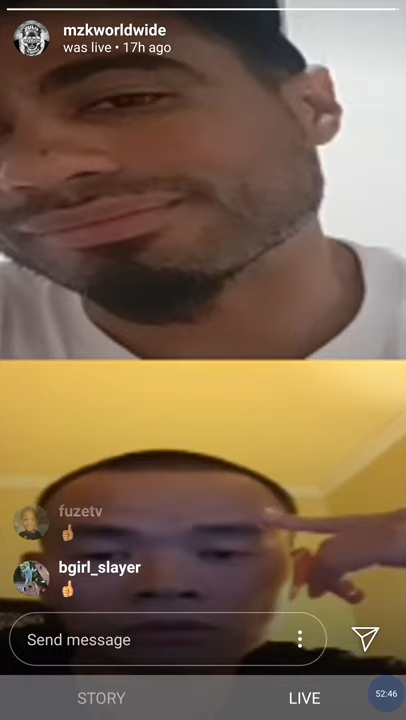 mzkworldwide
was live • 17h ago
fuzetv
👍
bgirl_slayer
👍
Send message
STORY
LIVE
52:46